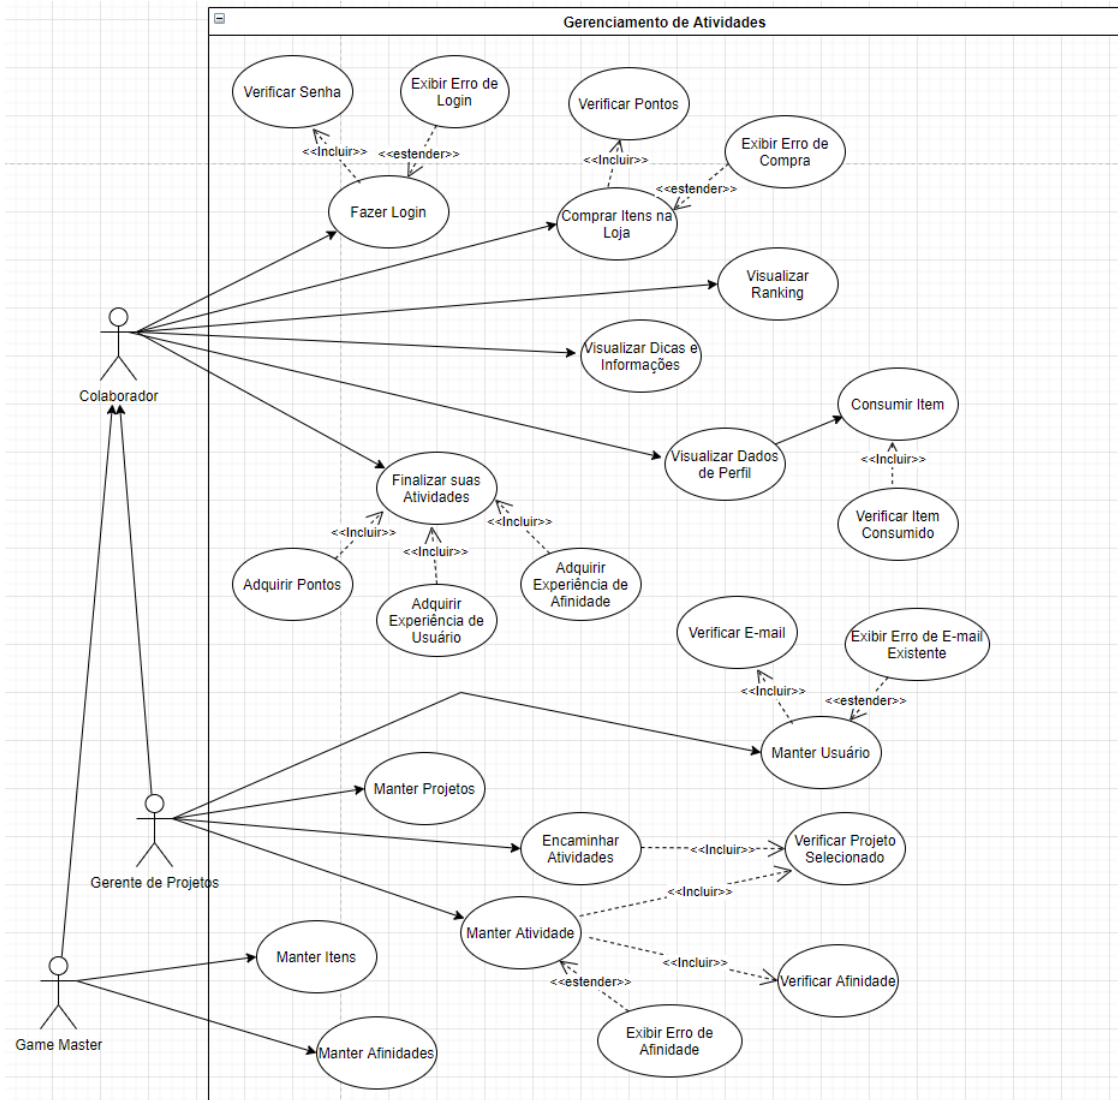 Gerenciamento de Atividades
Verificar Senha
Exibir Erro de
Login
<<Incluir>>
<<estender>>
Fazer Login
Verificar Pontos
Exibir Erro de
Compra
<<Incluir>>
<<estender>>
Comprar Itens na
Loja
Visualizar
Ranking
Visualizar Dicas e
Informações
Colaborador
Consumir Item
Visualizar Dados
de Perfil
<<Incluir>>
Verificar Item
Consumido
Finalizar suas
Atividades
<<Incluir>>
<<Incluir>>
<<Incluir>>
Adquirir Pontos
Adquirir
Experiência de
Usuário
Adquirir
Experiência de
Afinidade
Verificar E-mail
Exibir Erro de E-mail
Existente
<<Incluir>>
<<estender>>
Manter Usuário
Manter Projetos
Encaminhar
Atividades
<<Incluir>>
Verificar Projeto
Selecionado
Gerente de Projetos
<<Incluir>>
Manter Atividade
<<Incluir>>
Verificar Afinidade
<<estender>>
Exibir Erro de
Afinidade
Manter Itens
Game Master
Manter Afinidades